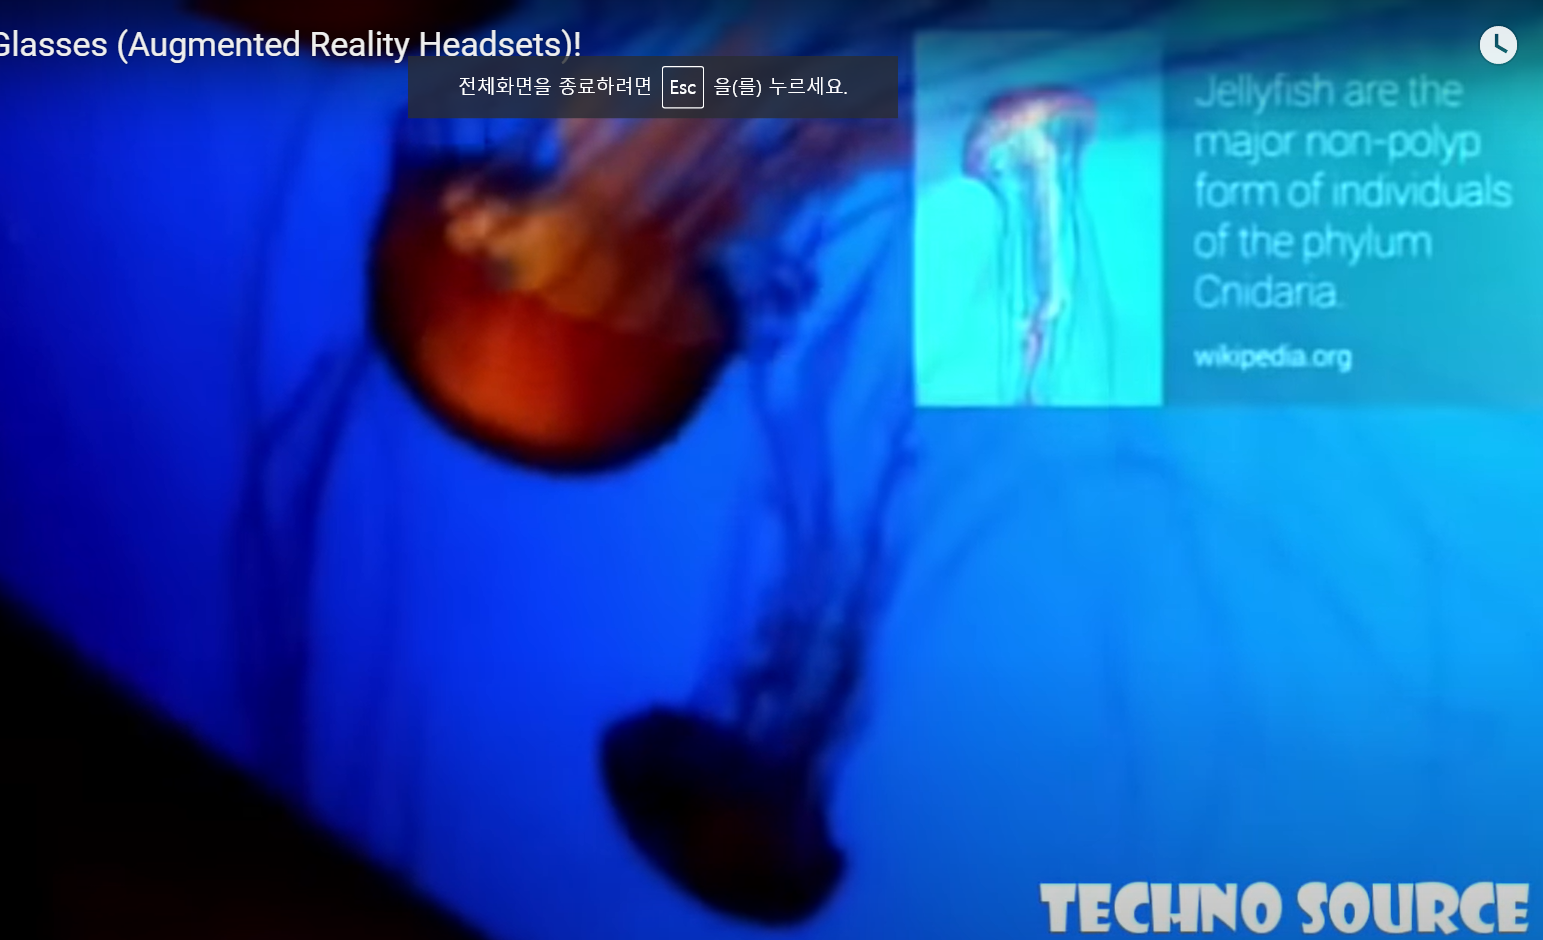 Glasses (Augmented Reality Headsets)!
전체화면을 종료하려면 Esc 을(를) 누르세요.
Jellyfish are the
major non-polyp
form of individuals
of the phylum
Cnidaria.
wikipedia.org
TECHNO SOURCE